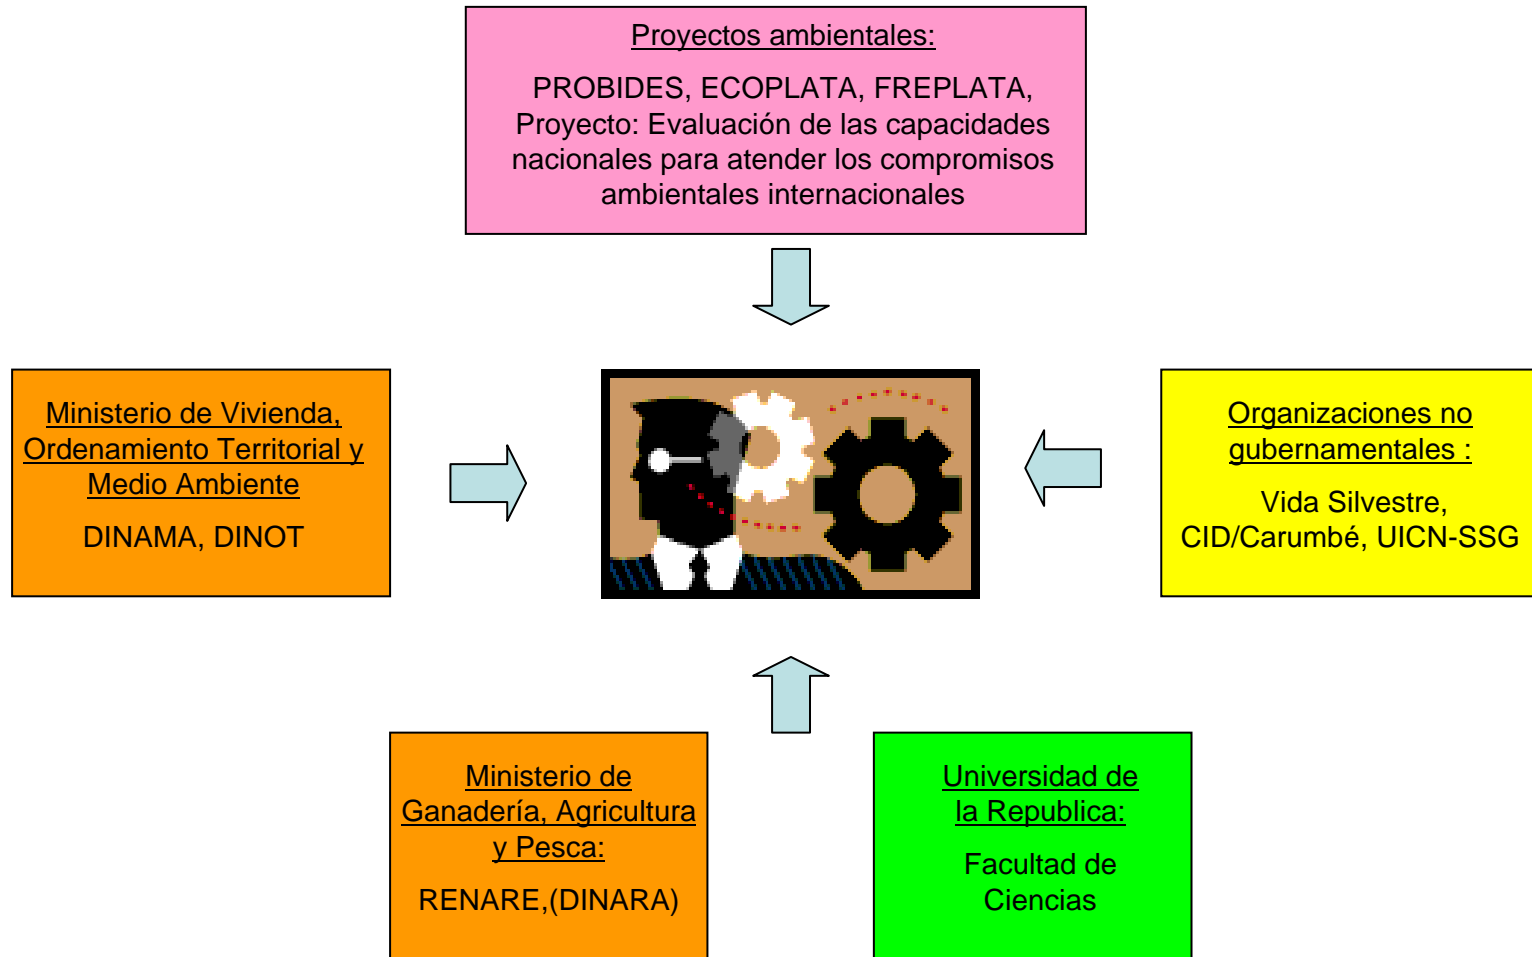 Proyectos ambientales:
PROBIDES, ECOPLATA, FREPLATA,
Proyecto: Evaluación de las capacidades
nacionales para atender los compromisos
ambientales internacionales
Ministerio de Vivienda,
Ordenamiento Territorial y
Medio Ambiente
DINAMA, DINOT
Organizaciones no
gubernamentales :
Vida Silvestre,
CID/Carumbé, UICN-SSG
Ministerio de
Ganadería, Agricultura
y Pesca:
RENARE,(DINARA)
Universidad de
la Republica:
Facultad de
Ciencias